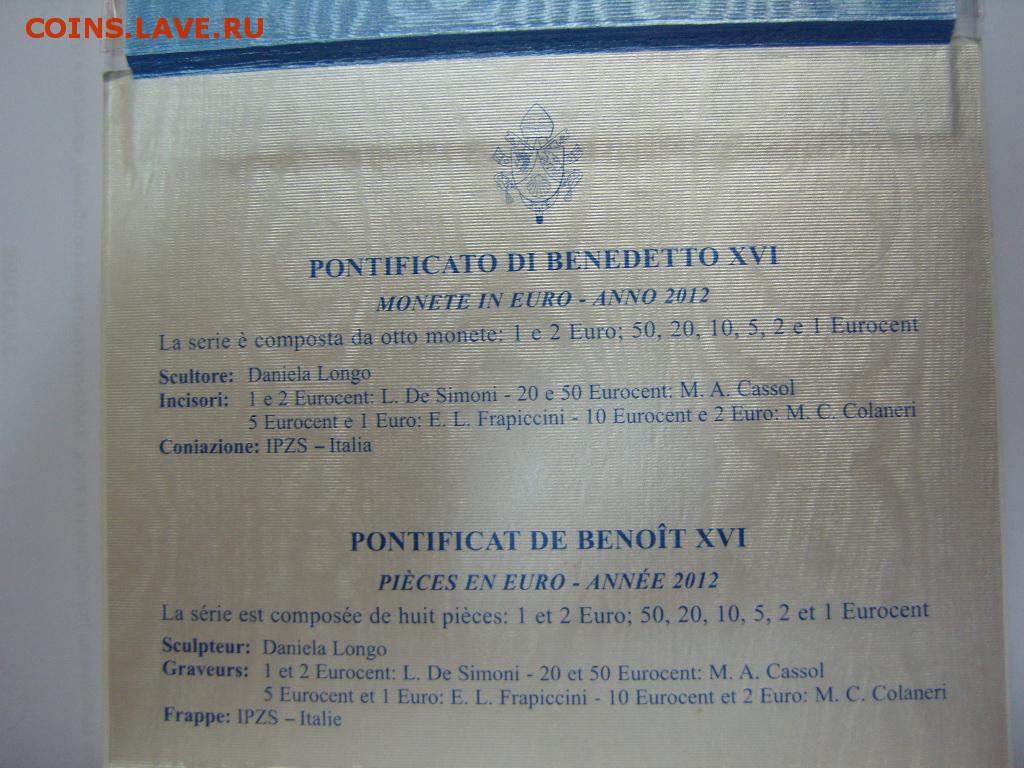 COINS.LAVE.RU
PONTIFICATO DI BENEDETTO XVI
MONETE IN EURO - ANNO 2012
La serie è composta da otto monete: 1 e 2 Euro; 50, 20, 10, 5, 2 e 1 Eurocent
Scultore: Daniela Longo
Incisori: 1 e 2 Eurocent: L. De Simoni - 20 e 50 Eurocent: M. A. Cassol
5 Eurocent e 1 Euro: E. L. Frapiccini - 10 Eurocent e 2 Euro: M. C. Colaneri
Coniazione: IPZS – Italia
PONTIFICAT DE BENOÎT XVI
PIÈCES EN EURO - ANNÉE 2012
La série est composée de huit pièces: 1 et 2 Euro; 50, 20, 10, 5, 2 et 1 Eurocent
Sculpteur: Daniela Longo
Graveurs: 1 et 2 Eurocent: L. De Simoni - 20 et 50 Eurocent: M. A. Cassol
5 Eurocent et 1 Euro: E. L. Frapiccini - 10 Eurocent et 2 Euro: M. C. Colaneri
Frappe: IPZS – Italie